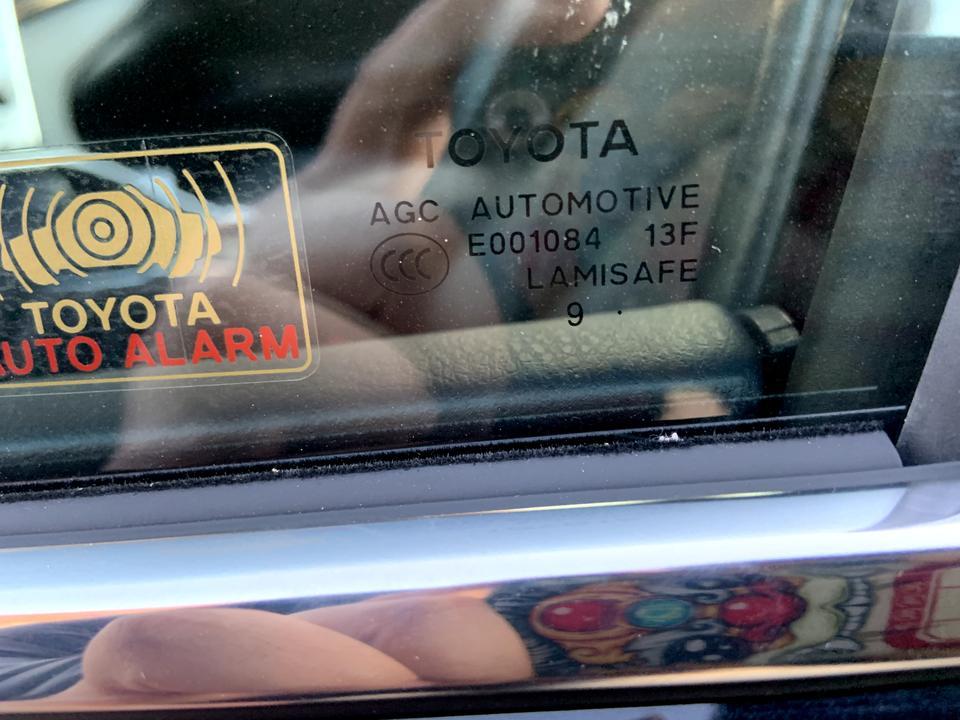 TOYOTA
AGC AUTOMOTIVE
CCC E001084 13F
LAMISAFE
9 .
TOYOTA
AUTO ALARM